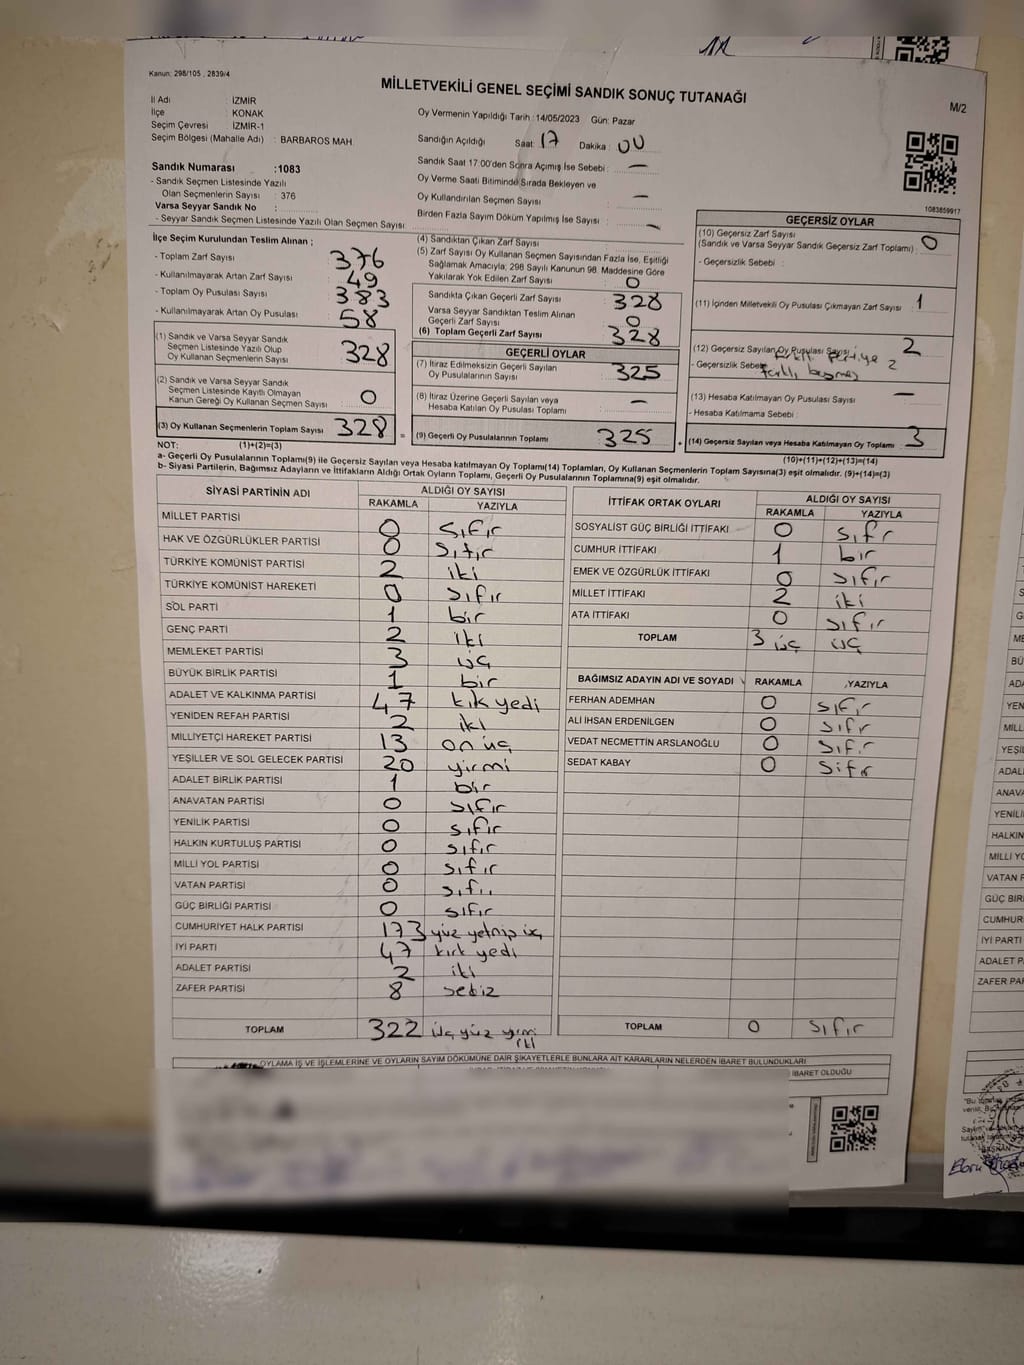 Kanun: 298/105 , 2839/4
MİLLETVEKİLİ GENEL SEÇİMİ SANDIK SONUÇ TUTANAĞI
M/2
İl Adı : İZMİR
İlçe : KONAK
Seçim Çevresi : İZMİR-1
Seçim Bölgesi (Mahalle Adı) : BARBAROS MAH.
Oy Vermenin Yapıldığı Tarih : 14/05/2023 Gün: Pazar
Sandığın Açıldığı Saat: 17 Dakika : 00
Sandık Saat 17:00'den Sonra Açımış İse Sebebi : —
Oy Verme Saati Bitiminde Sırada Bekleyen ve
Oy Kullandırılan Seçmen Sayısı : —
Birden Fazla Sayım Döküm Yapılmış İse Sayısı : —
Sandık Numarası :1083
- Sandık Seçmen Listesinde Yazılı
Olan Seçmenlerin Sayısı : 376
Varsa Seyyar Sandık No :
- Seyyar Sandık Seçmen Listesinde Yazılı Olan Seçmen Sayısı:
1083859917
İlçe Seçim Kurulundan Teslim Alınan ;
- Toplam Zarf Sayısı : 376
- Kullanılmayarak Artan Zarf Sayısı : 49
- Toplam Oy Pusulası Sayısı : 383
- Kullanılmayarak Artan Oy Pusulası : 58
(1) Sandık ve Varsa Seyyar Sandık
Seçmen Listesinde Yazılı Olup
Oy Kullanan Seçmenlerin Sayısı : 328
(2) Sandık ve Varsa Seyyar Sandık
Seçmen Listesinde Kayıtlı Olmayan
Kanun Gereği Oy Kullanan Seçmen Sayısı : 0
(3) Oy Kullanan Seçmenlerin Toplam Sayısı : 328
(4) Sandıktan Çıkan Zarf Sayısı :
(5) Zarf Sayısı Oy Kullanan Seçmen Sayısından Fazla İse, Eşitliği
Sağlamak Amacıyla, 298 Sayılı Kanunun 98. Maddesine Göre
Yakılarak Yok Edilen Zarf Sayısı : 0
Sandıkta Çıkan Geçerli Zarf Sayısı : 328
Varsa Seyyar Sandıktan Teslim Alınan
Geçerli Zarf Sayısı : 0
(6) Toplam Geçerli Zarf Sayısı : 328
GEÇERLİ OYLAR
(7) İtiraz Edilmeksizin Geçerli Sayılan
Oy Pusulalarının Sayısı : 325
(8) İtiraz Üzerine Geçerli Sayılan veya
Hesaba Katılan Oy Pusulası Toplamı : —
= (9) Geçerli Oy Pusulalarının Toplamı : 325
GEÇERSİZ OYLAR
(10) Geçersiz Zarf Sayısı
(Sandık ve Varsa Seyyar Sandık Geçersiz Zarf Toplamı) : 0
- Geçersizlik Sebebi :
(11) İçinden Milletvekili Oy Pusulası Çıkmayan Zarf Sayısı : 1
(12) Geçersiz Sayılan Oy Pusulası Sayısı : 2
- Geçersizlik Sebebi 2
(13) Hesaba Katılmayan Oy Pusulası Sayısı : —
- Hesaba Katılmama Sebebi :
+ (14) Geçersiz Sayılan veya Hesaba Katılmayan Oy Toplamı : 3
NOT: (1)+(2)=(3)
(10)+(11)+(12)+(13)=(14)
a- Geçerli Oy Pusulalarının Toplamı(9) ile Geçersiz Sayılan veya Hesaba katılmayan Oy Toplamı(14) Toplamları, Oy Kullanan Seçmenlerin Toplam Sayısına(3) eşit olmalıdır. (9)+(14)=(3)
b- Siyasi Partilerin, Bağımsız Adayların ve İttifakların Aldığı Ortak Oyların Toplamı, Geçerli Oy Pusulalarının Toplamına(9) eşit olmalıdır.
SİYASİ PARTİNİN ADI ALDIĞI OY SAYISI
RAKAMLA YAZIYLA
MİLLET PARTİSİ 0 sıfır
HAK VE ÖZGÜRLÜKLER PARTİSİ 0 sıfır
TÜRKİYE KOMÜNİST PARTİSİ 2 iki
TÜRKİYE KOMÜNİST HAREKETİ 0 sıfır
SOL PARTİ 1 bir
GENÇ PARTİ 2 iki
MEMLEKET PARTİSİ 3 üç
BÜYÜK BİRLİK PARTİSİ 1 bir
ADALET VE KALKINMA PARTİSİ 47 kık yedi
YENİDEN REFAH PARTİSİ 2 iki
MİLLİYETÇİ HAREKET PARTİSİ 13 on üç
YEŞİLLER VE SOL GELECEK PARTİSİ 20 yirmi
ADALET BİRLİK PARTİSİ 1 bir
ANAVATAN PARTİSİ 0 sıfır
YENİLİK PARTİSİ 0 sıfır
HALKIN KURTULUŞ PARTİSİ 0 sıfır
MİLLİ YOL PARTİSİ 0 sıfır
VATAN PARTİSİ 0 sıfır
GÜÇ BİRLİĞİ PARTİSİ 0 sıfır
CUMHURİYET HALK PARTİSİ 173 yüz yetmiş üç
İYİ PARTİ 47 kırk yedi
ADALET PARTİSİ 2 iki
ZAFER PARTİSİ 8 sekiz
TOPLAM 322 üç yüz yirmi iki
İTTİFAK ORTAK OYLARI ALDIĞI OY SAYISI
RAKAMLA YAZIYLA
SOSYALİST GÜÇ BİRLİĞİ İTTİFAKI 0 sıfr
CUMHUR İTTİFAKI 1 bir
EMEK VE ÖZGÜRLÜK İTTİFAKI 0 sıfır
MİLLET İTTİFAKI 2 iki
ATA İTTİFAKI 0 sıfır
TOPLAM 3 üç üç
BAĞIMSIZ ADAYIN ADI VE SOYADI RAKAMLA YAZIYLA
FERHAN ADEMHAN 0 sıfır
ALİ İHSAN ERDENİLGEN 0 sıfr
VEDAT NECMETTİN ARSLANOĞLU 0 sıfır
SEDAT KABAY 0 sıfır
TOPLAM 0 sıfır
OYLAMA İŞ VE İŞLEMLERİNE VE OYLARIN SAYIM DÖKÜMÜNE DAİR ŞİKAYETLERLE BUNLARA AİT KARARLARIN NELERDEN İBARET BULUNDUKLARI
İBARET OLDUĞU